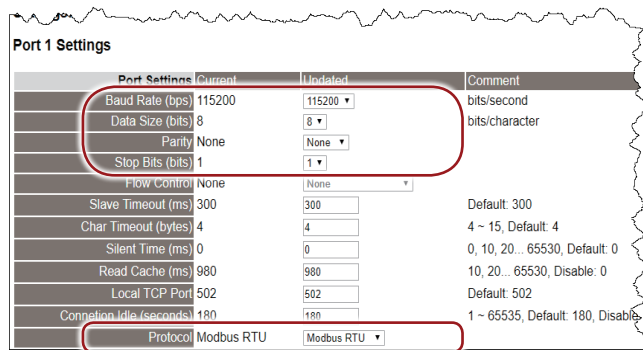 Port 1 Settings
Port Settings Current Updated Comment
Baud Rate (bps) 115200 115200 bits/second
Data Size (bits) 8 8 bits/character
Parity None None
Stop Bits (bits) 1 1
Flow Control None None
Slave Timeout (ms) 300 300 Default: 300
Char Timeout (bytes) 4 4 4 ~ 15, Default: 4
Silent Time (ms) 0 0 0, 10, 20... 65530, Default: 0
Read Cache (ms) 980 980 10, 20... 65530, Disable: 0
Local TCP Port 502 502 Default: 502
Connetion Idle (seconds) 180 180 1 ~ 65535, Default: 180, Disable
Protocol Modbus RTU Modbus RTU